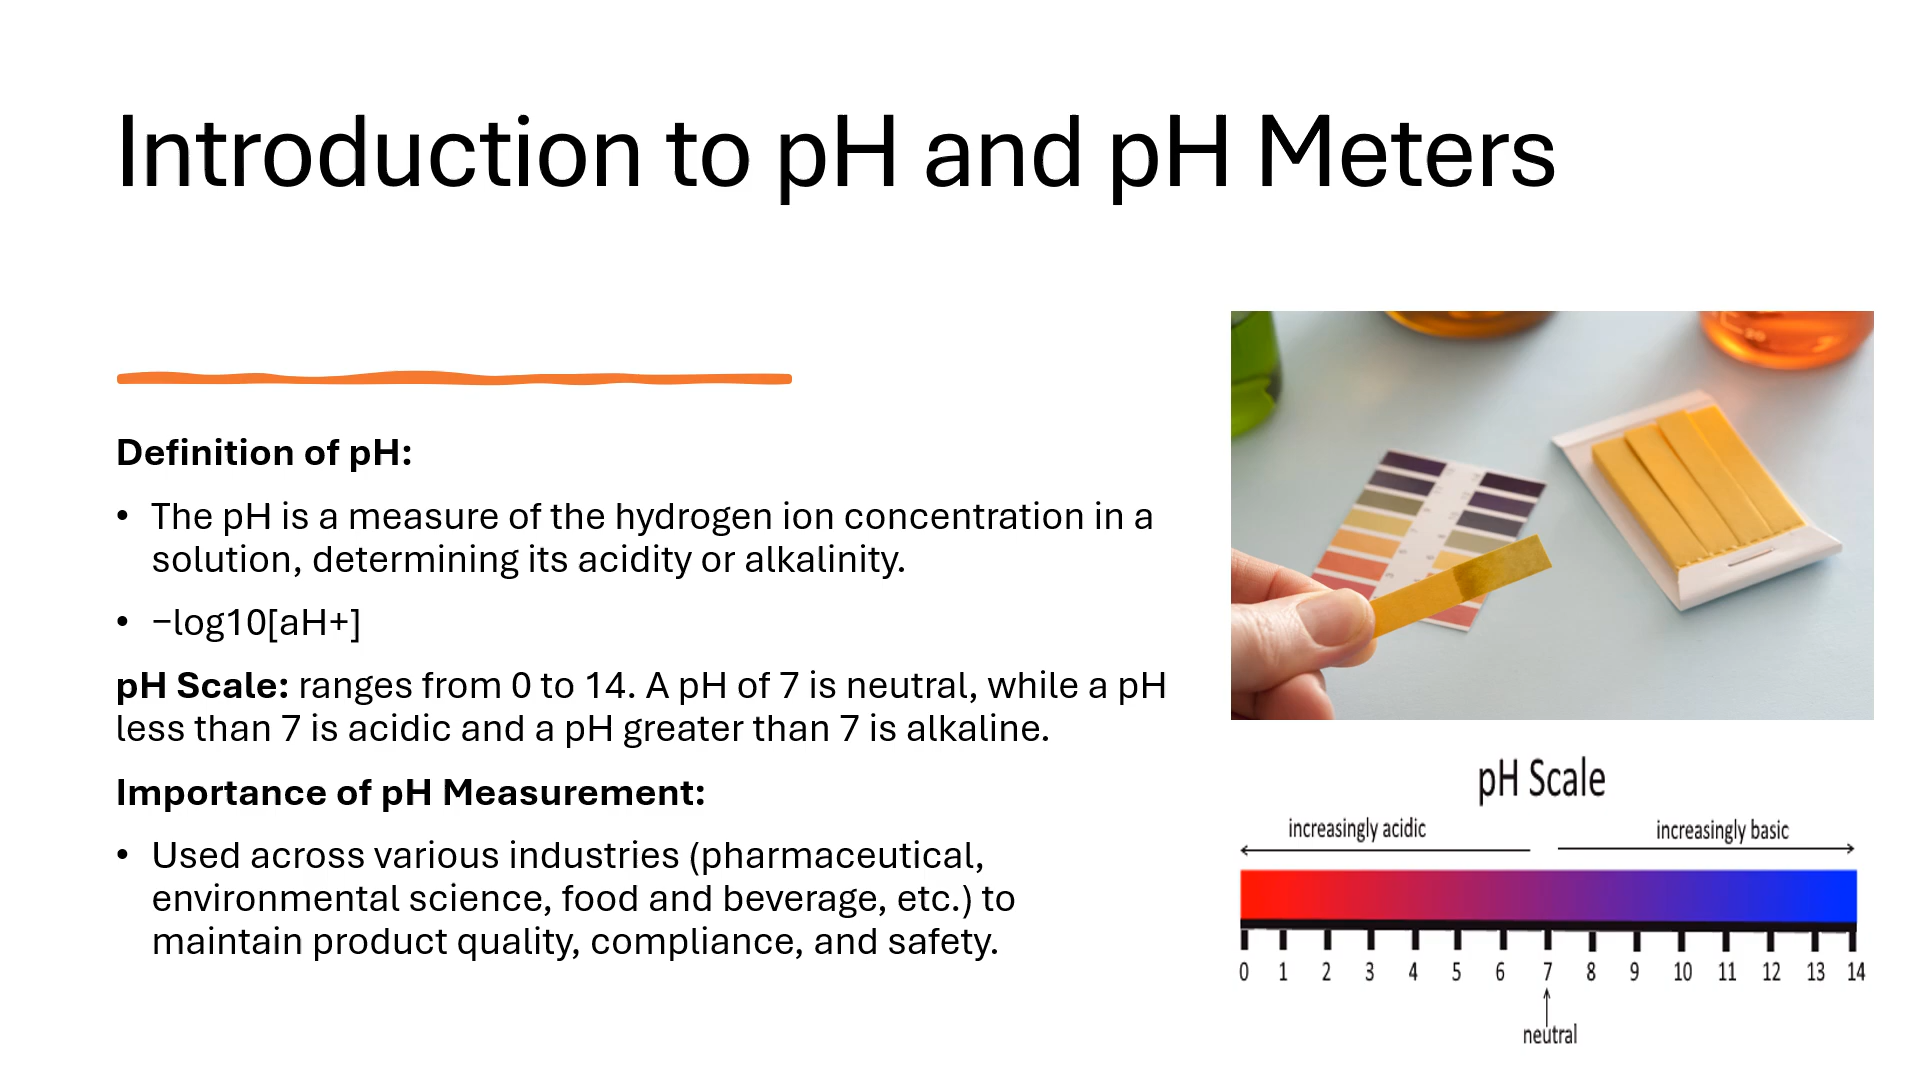 Introduction to pH and pH Meters
Definition of pH:
• The pH is a measure of the hydrogen ion concentration in a
solution, determining its acidity or alkalinity.
• −log10[aH+]
pH Scale: ranges from 0 to 14. A pH of 7 is neutral, while a pH
less than 7 is acidic and a pH greater than 7 is alkaline.
Importance of pH Measurement:
• Used across various industries (pharmaceutical,
environmental science, food and beverage, etc.) to
maintain product quality, compliance, and safety.
pH Scale
increasingly acidic
increasingly basic
0 1 2 3 4 5 6 7 8 9 10 11 12 13 14
neutral